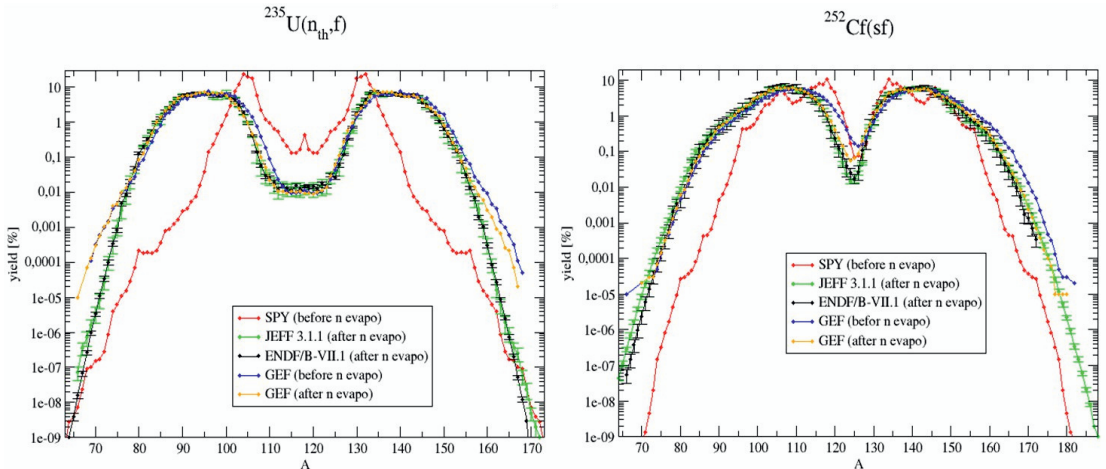 ²³⁵U(nₜₕ,f)
yield [%]
10
1
0,1
0,01
0,001
0,0001
1e-05
1e-06
1e-07
1e-08
1e-09
SPY (before n evapo)
JEFF 3.1.1 (after n evapo)
ENDF/B-VII.1 (after n evapo)
GEF (before n evapo)
GEF (after n evapo)
70 80 90 100 110 120 130 140 150 160 170
A
²⁵²Cf(sf)
yield [%]
10
1
0,1
0,01
0,001
0,0001
1e-05
1e-06
1e-07
1e-08
1e-09
SPY (before n evapo)
JEFF 3.1.1 (after n evapo)
ENDF/B-VII.1 (after n evapo)
GEF (befor n evapo)
GEF (after n evapo)
70 80 90 100 110 120 130 140 150 160 170 180
A